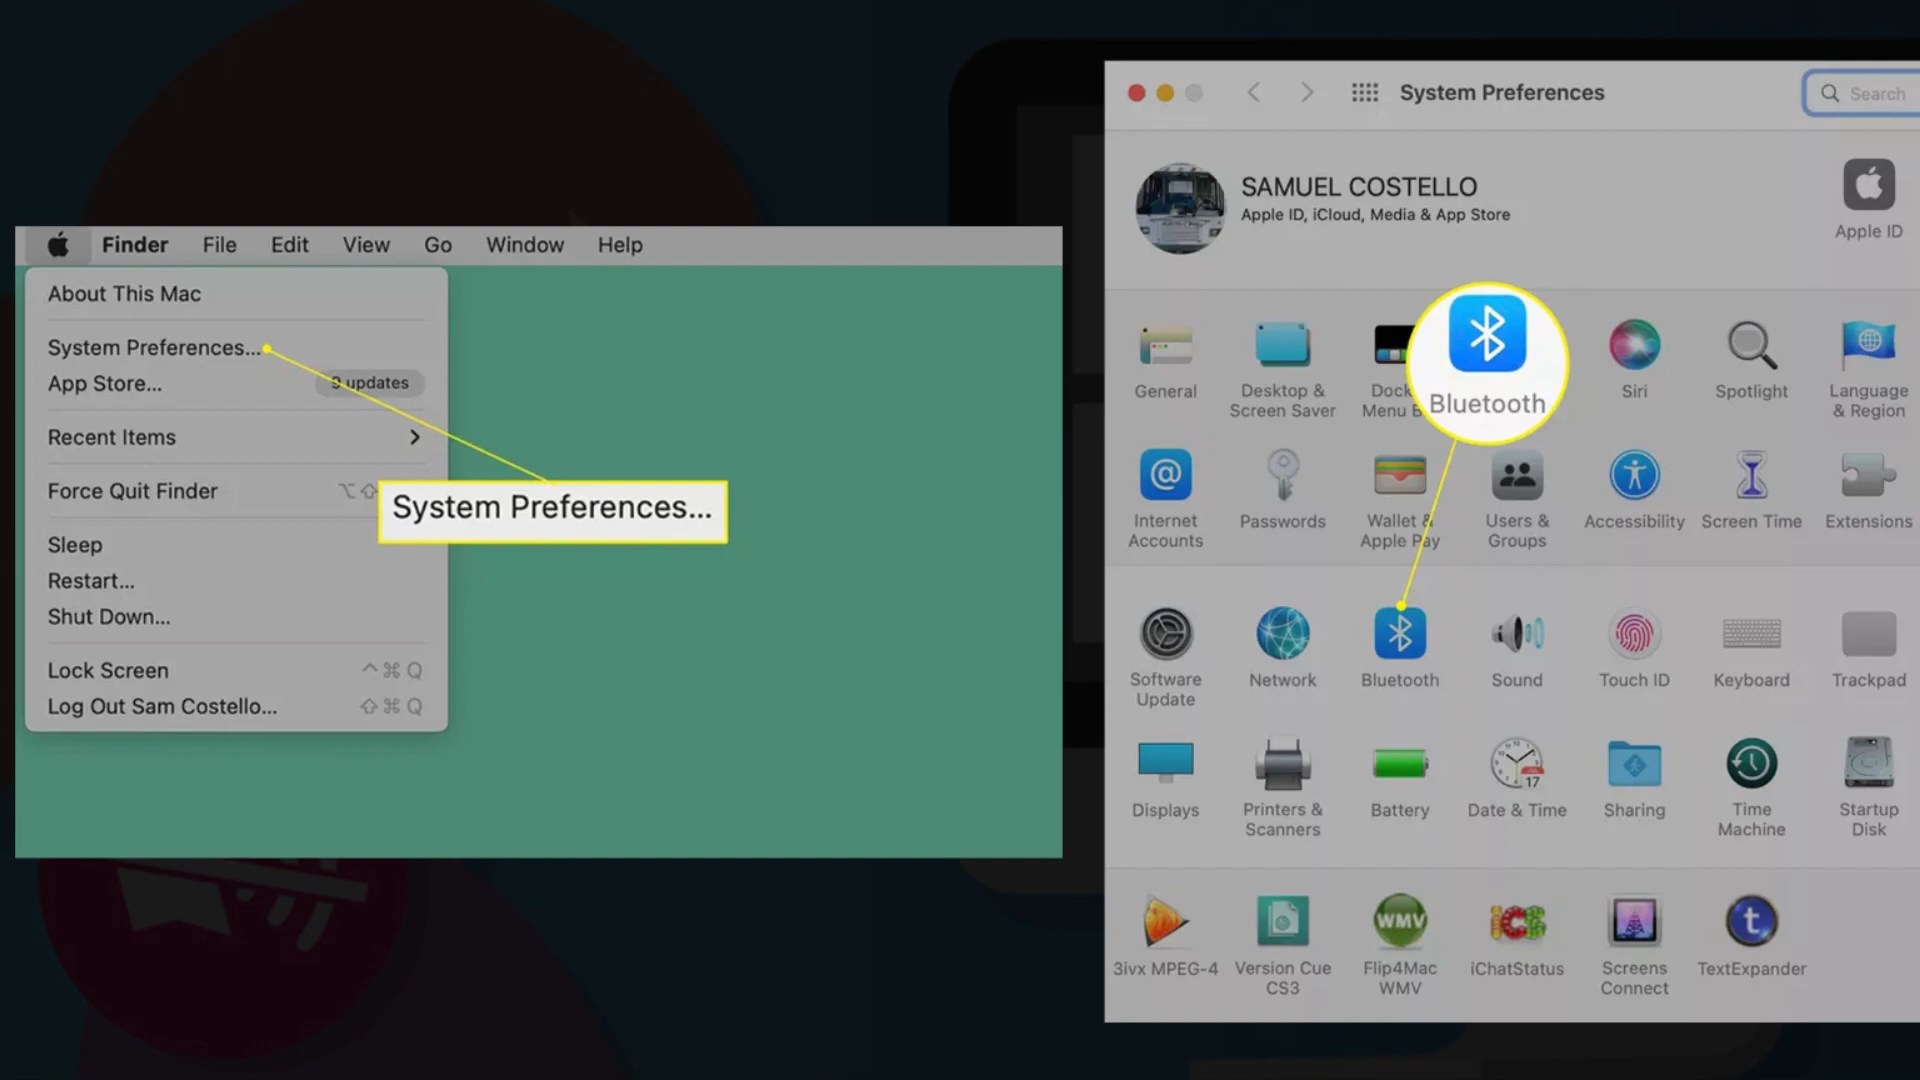 Finder File Edit View Go Window Help
About This Mac
System Preferences...
App Store...
9 updates
Recent Items
Force Quit Finder
⌥⇧
System Preferences...
Sleep
Restart...
Shut Down...
Lock Screen ^⌘Q
Log Out Sam Costello... ⇧⌘Q
System Preferences
Search
SAMUEL COSTELLO
Apple ID, iCloud, Media & App Store
Apple ID
Bluetooth
General
Desktop &
Screen Saver
Dock
Menu B
Siri
Spotlight
Language
& Region
Internet
Accounts
Passwords
Wallet &
Apple Pay
Users &
Groups
Accessibility
Screen Time
Extensions
Software
Update
Network
Bluetooth
Sound
Touch ID
Keyboard
Trackpad
Displays
Printers &
Scanners
Battery
17
Date & Time
Sharing
Time
Machine
Startup
Disk
3ivx MPEG-4
Version Cue
CS3
WMV
Flip4Mac
WMV
iChatStatus
Screens
Connect
t
TextExpander